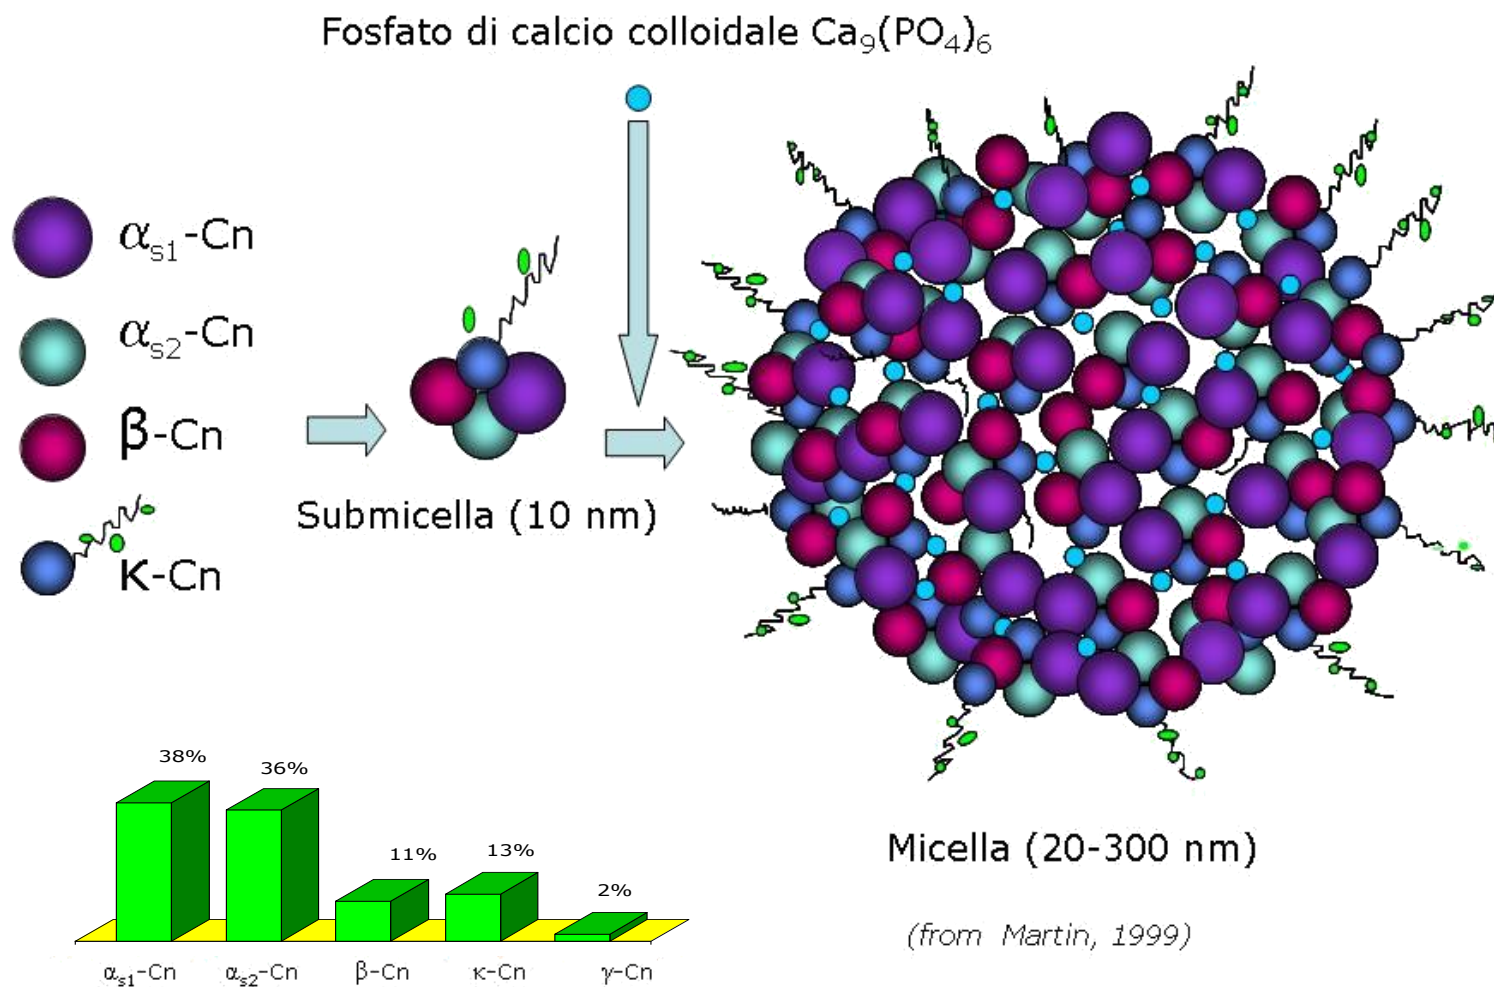 Fosfato di calcio colloidale Ca₉(PO₄)₆
αs1-Cn
αs2-Cn
β-Cn
κ-Cn
Submicella (10 nm)
Micella (20-300 nm)
(from Martin, 1999)
38%
36%
11%
13%
2%
αs1-Cn
αs2-Cn
β-Cn
κ-Cn
γ-Cn